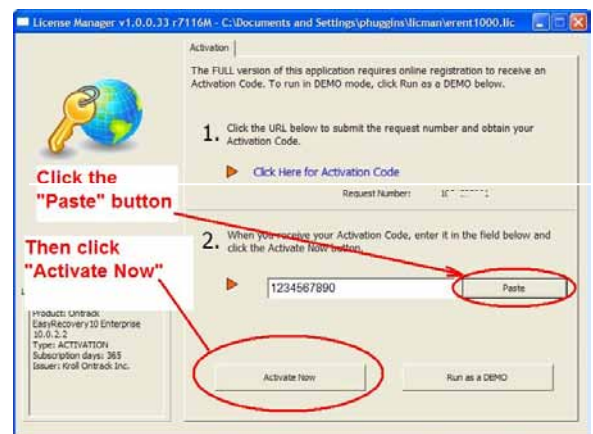 License Manager v1.0.0.33 r7116M - C:\Documents and Settings\phuggins\licman\erent1000.lic
Activation
The FULL version of this application requires online registration to receive an
Activation Code. To run in DEMO mode, click Run as a DEMO below.
1. Click the URL below to submit the request number and obtain your
Activation Code.
Click Here for Activation Code
Request Number:
Click the
"Paste" button
2. When you receive your Activation Code, enter it in the field below and
click the Activate Now button.
Then click
"Activate Now"
1234567890
Paste
Product: Ontrack
EasyRecovery10 Enterprise
10.0.2.2
Type: ACTIVATION
Subscription days: 365
Issuer: Kroll Ontrack Inc.
Activate Now
Run as a DEMO